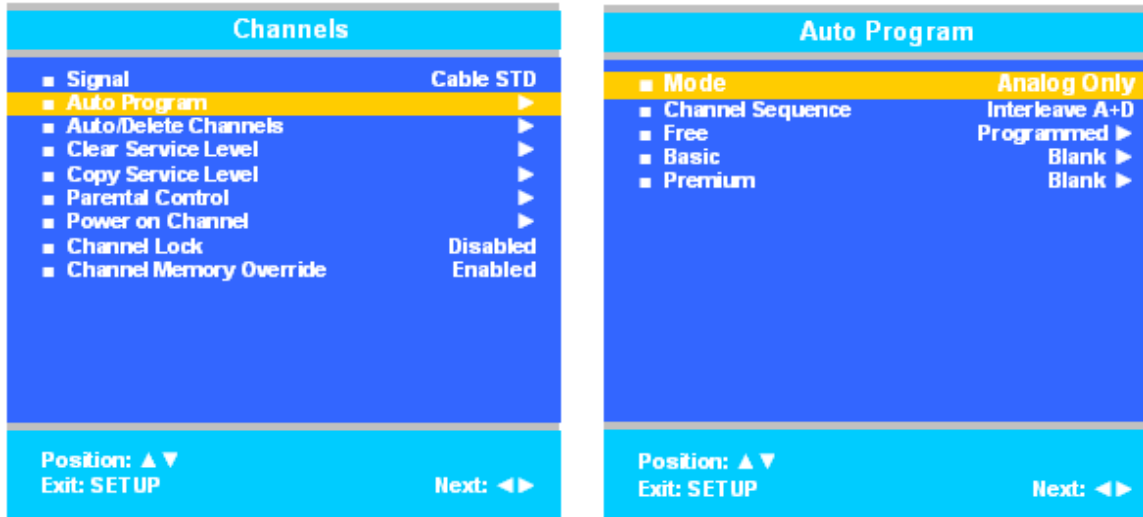 Channels
Signal Cable STD
Auto Program ▶
Auto/Delete Channels ▶
Clear Service Level ▶
Copy Service Level ▶
Parental Control ▶
Power on Channel ▶
Channel Lock Disabled
Channel Memory Override Enabled
Position: ▲▼
Exit: SETUP Next: ◀▶
Auto Program
Mode Analog Only
Channel Sequence Interleave A+D
Free Programmed ▶
Basic Blank ▶
Premium Blank ▶
Position: ▲▼
Exit: SETUP Next: ◀▶